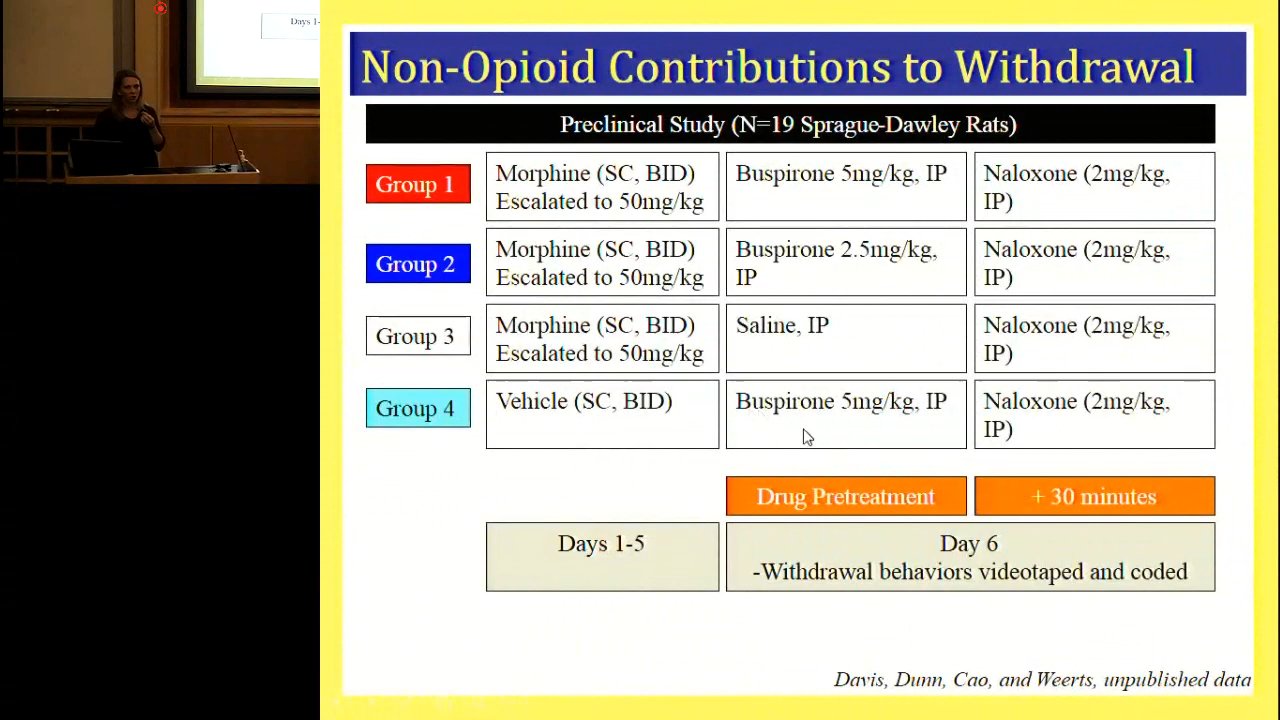 Days 1-
Non-Opioid Contributions to Withdrawal
Preclinical Study (N=19 Sprague-Dawley Rats)
Group 1
Morphine (SC, BID)
Escalated to 50mg/kg
Buspirone 5mg/kg, IP
Naloxone (2mg/kg,
IP)
Group 2
Morphine (SC, BID)
Escalated to 50mg/kg
Buspirone 2.5mg/kg,
IP
Naloxone (2mg/kg,
IP)
Group 3
Morphine (SC, BID)
Escalated to 50mg/kg
Saline, IP
Naloxone (2mg/kg,
IP)
Group 4
Vehicle (SC, BID)
Buspirone 5mg/kg, IP
Naloxone (2mg/kg,
IP)
Drug Pretreatment
+ 30 minutes
Days 1-5
Day 6
-Withdrawal behaviors videotaped and coded
Davis, Dunn, Cao, and Weerts, unpublished data